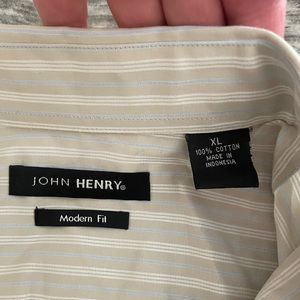 JOHN HENRY®
Modern Fit
XL
100% COTTON
MADE IN
INDONESIA